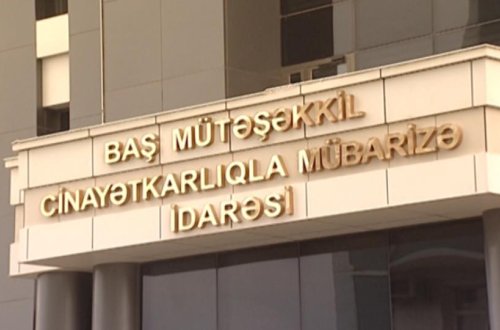 BAŞ MÜTƏŞƏKKİL
CİNAYƏTKARLIQLA MÜBARİZƏ
İDARƏSİ